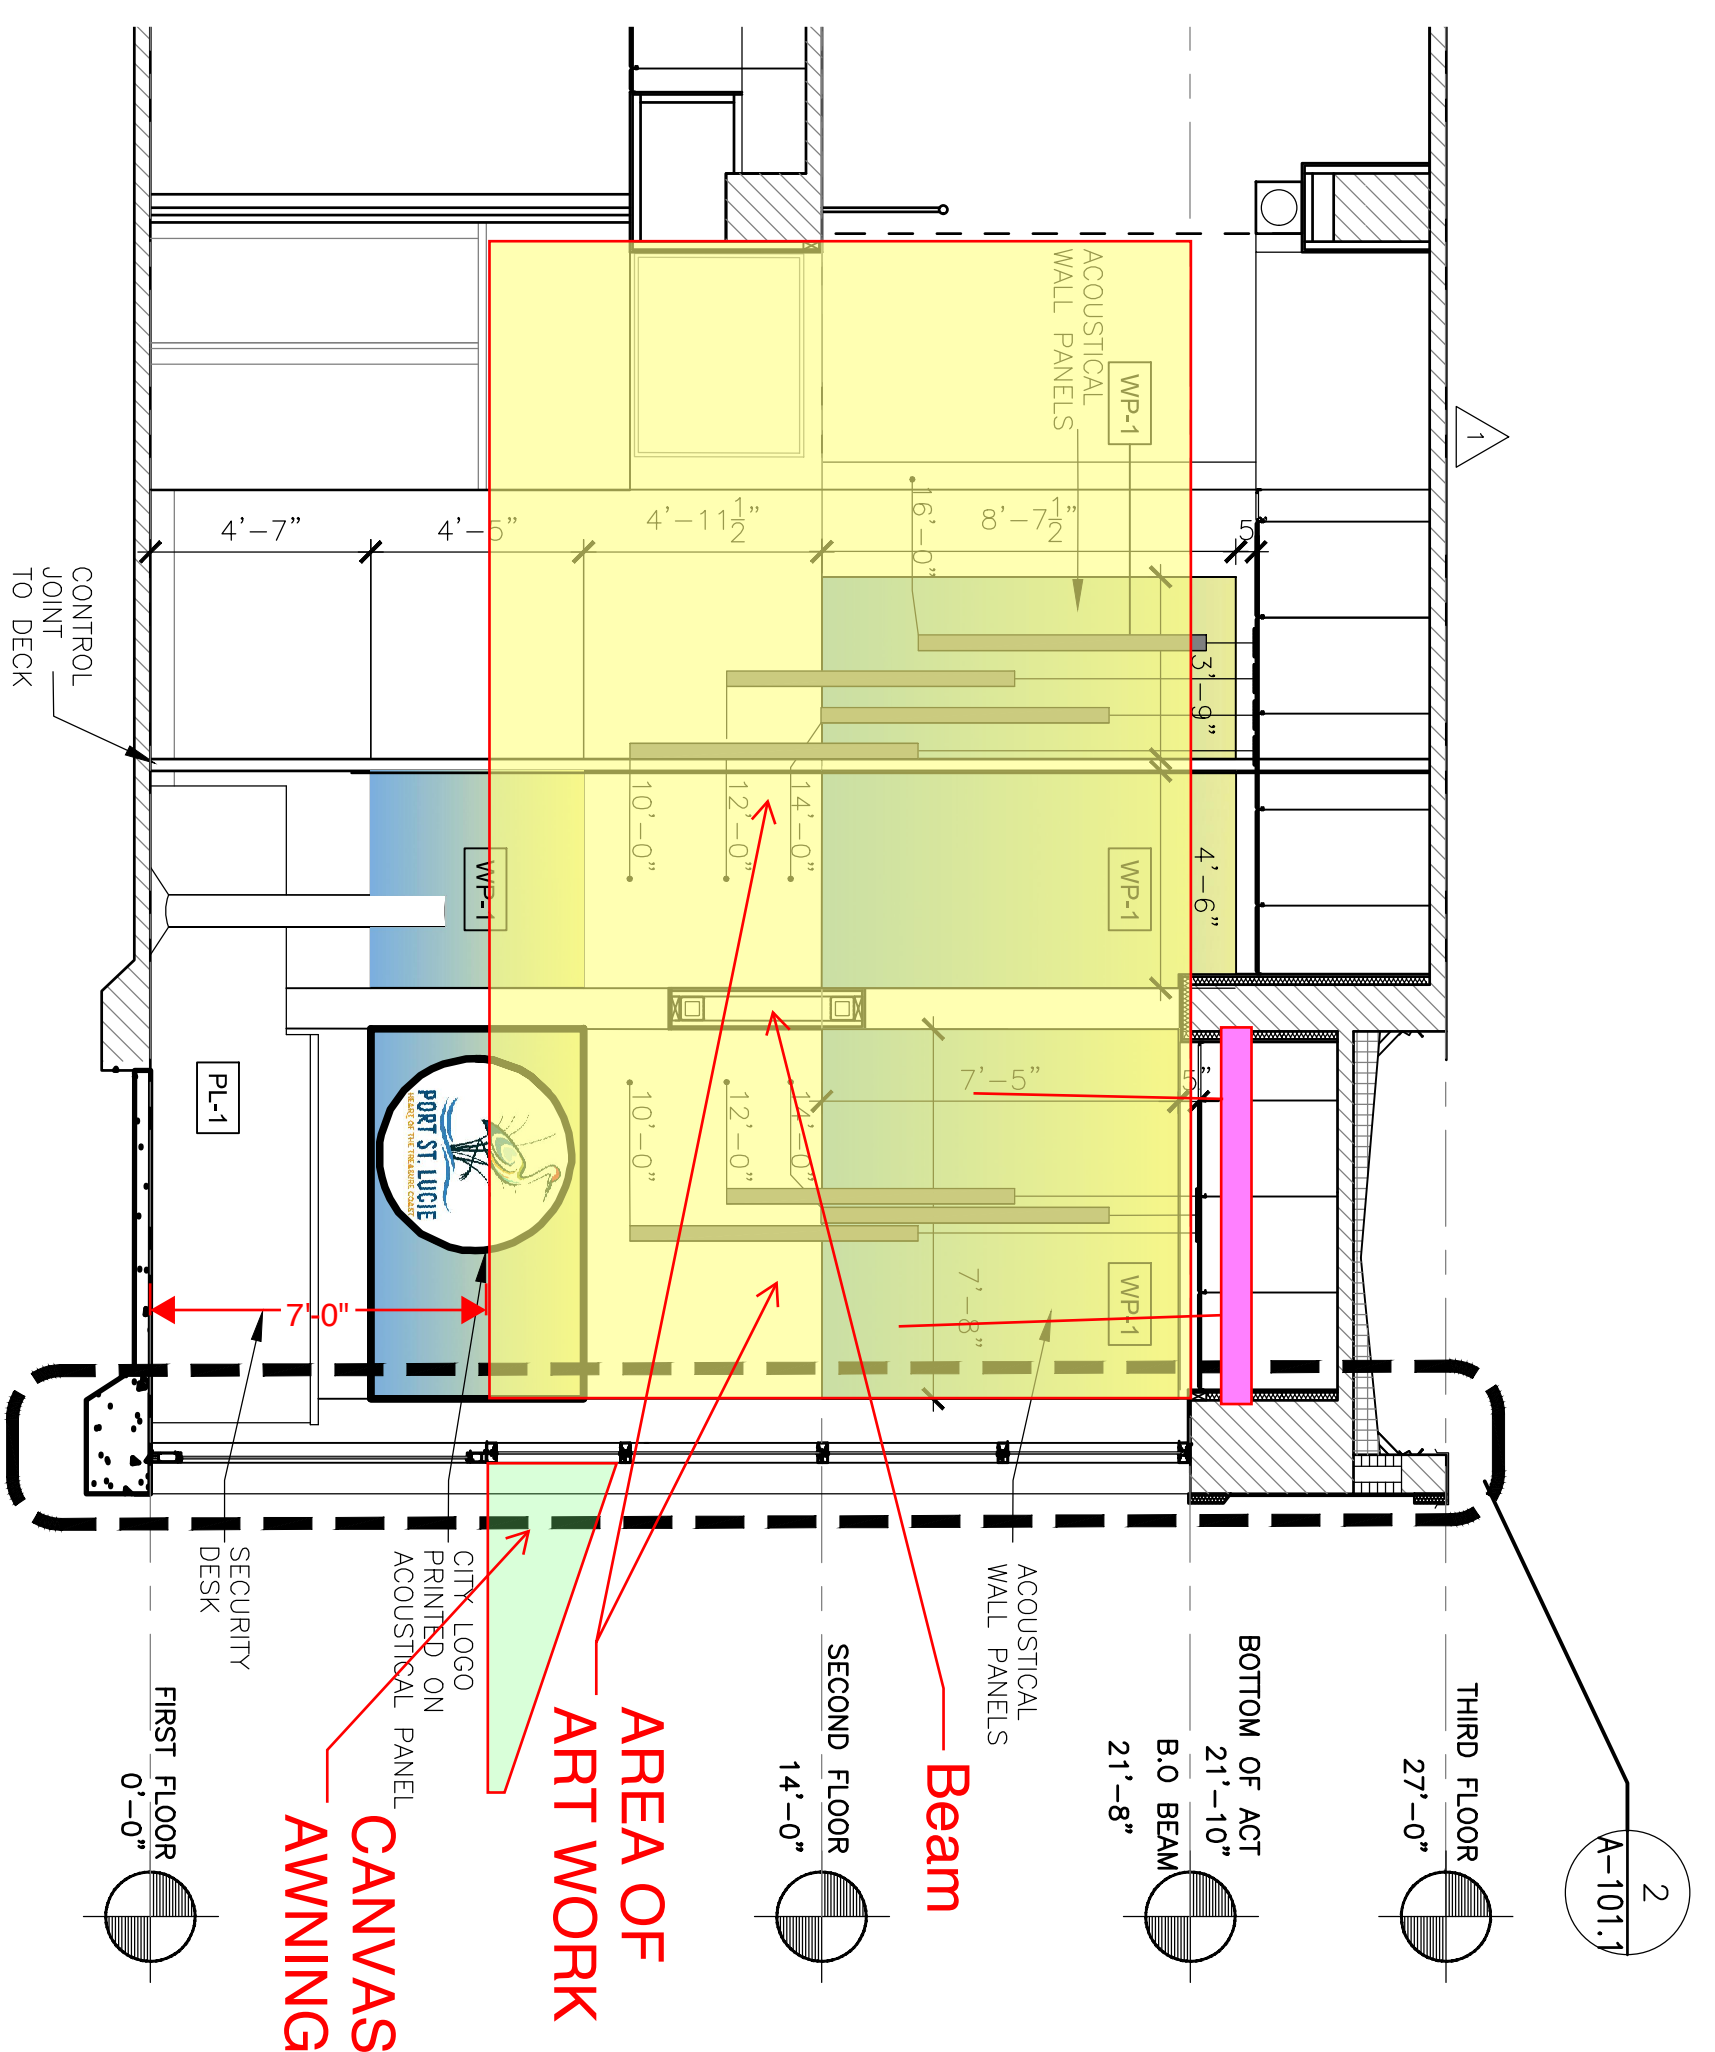 THIRD FLOOR
27'-0"
BOTTOM OF ACT
21'-10"
B.O BEAM
21'-8"
SECOND FLOOR
14'-0"
FIRST FLOOR
0'-0"
2
A-101.1
1
ACOUSTICAL
WALL PANELS
WP-1
4'-7"
4'-5"
4'-11½"
8'-7½"
16'-0"
3'-9"
4'-6"
WP-1
WP-1
14'-0"
12'-0"
10'-0"
CONTROL
JOINT
TO DECK
PL-1
PORT ST. LUCIE
HEART OF THE TREASURE COAST
7'-5"
5"
14'-0"
12'-0"
10'-0"
7'-8"
WP-1
7'-0"
ACOUSTICAL
WALL PANELS
CITY LOGO
PRINTED ON
ACOUSTICAL PANEL
SECURITY
DESK
Beam
AREA OF
ART WORK
CANVAS
AWNING